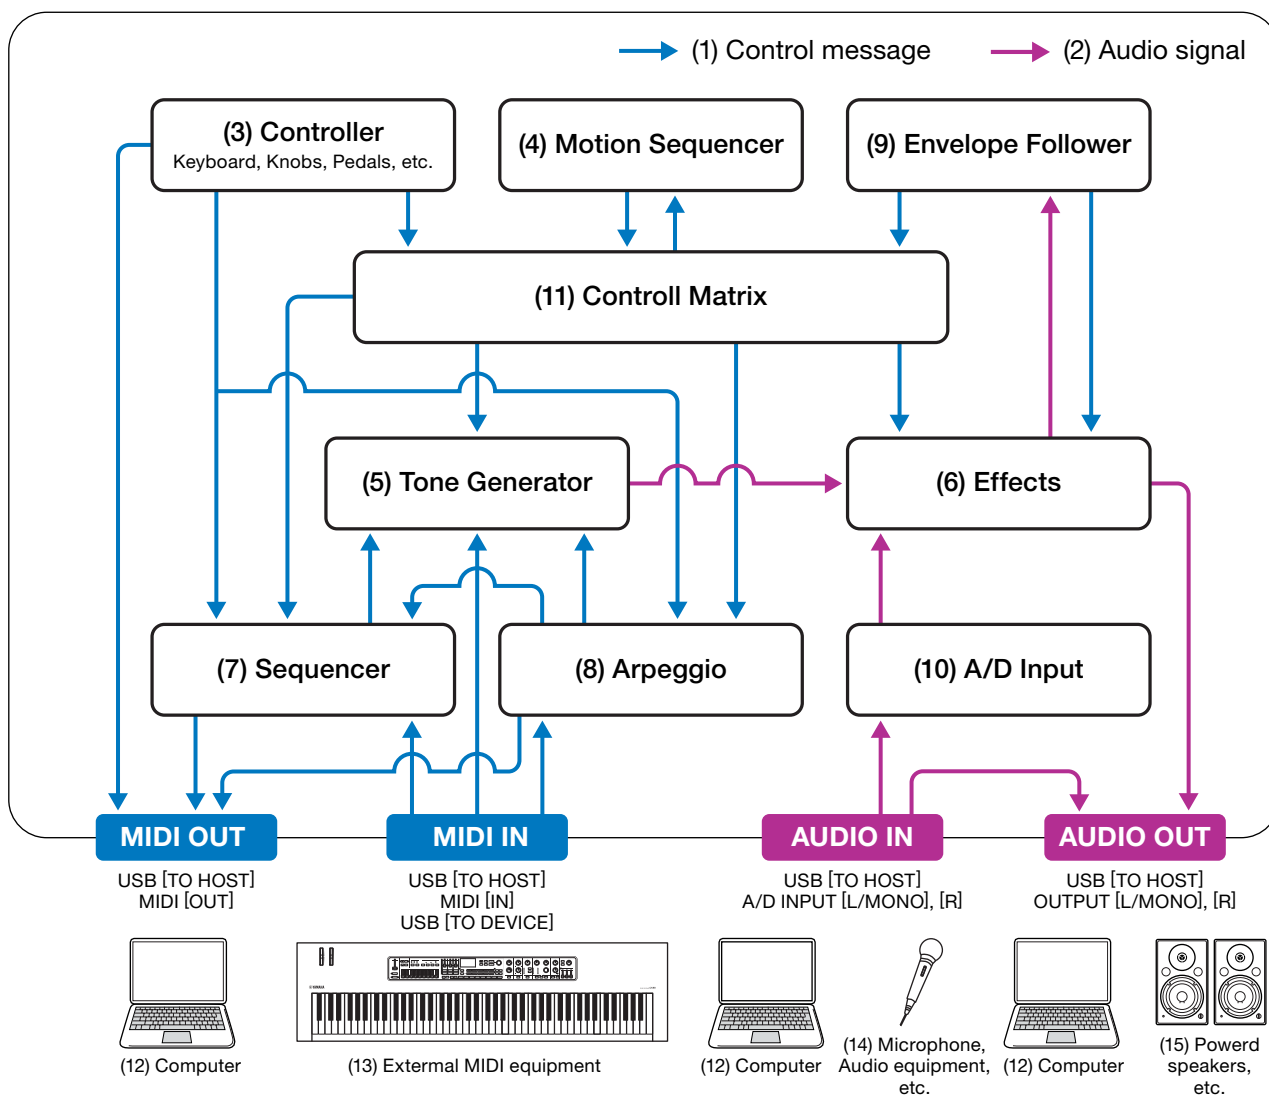 (1) Control message
(2) Audio signal
(3) Controller
Keyboard, Knobs, Pedals, etc.
(4) Motion Sequencer
(9) Envelope Follower
(11) Controll Matrix
(5) Tone Generator
(6) Effects
(7) Sequencer
(8) Arpeggio
(10) A/D Input
MIDI OUT
MIDI IN
AUDIO IN
AUDIO OUT
USB [TO HOST]
MIDI [OUT]
USB [TO HOST]
MIDI [IN]
USB [TO DEVICE]
USB [TO HOST]
A/D INPUT [L/MONO], [R]
USB [TO HOST]
OUTPUT [L/MONO], [R]
(12) Computer
(13) Extermal MIDI equipment
(12) Computer
(14) Microphone,
Audio equipment,
etc.
(12) Computer
(15) Powerd
speakers,
etc.